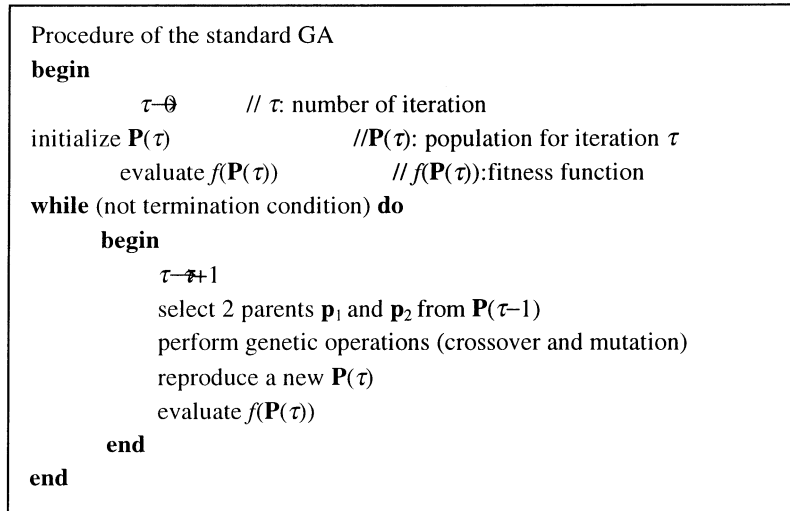 Procedure of the standard GA
begin
τ→0 // τ: number of iteration
initialize P(τ) //P(τ): population for iteration τ
evaluate f(P(τ)) // f(P(τ)):fitness function
while (not termination condition) do
begin
τ→τ+1
select 2 parents p₁ and p₂ from P(τ−1)
perform genetic operations (crossover and mutation)
reproduce a new P(τ)
evaluate f(P(τ))
end
end